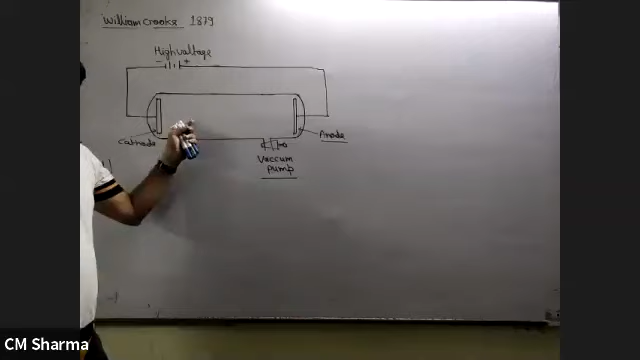 William Crooks 1879
High voltage
- +
Cathode
Anode
Vaccum
pump
CM Sharma